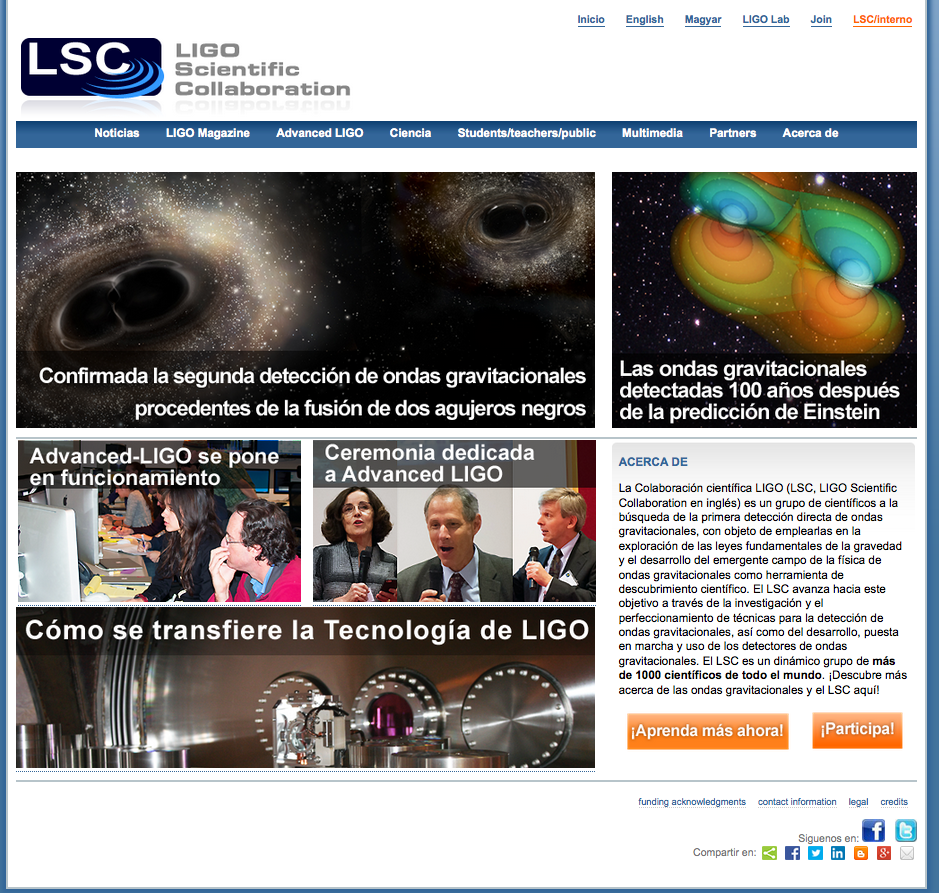 Inicio English Magyar LIGO Lab Join LSC/interno
LSC
LIGO
Scientific
Collaboration
Noticias LIGO Magazine Advanced LIGO Ciencia Students/teachers/public Multimedia Partners Acerca de
Confirmada la segunda detección de ondas gravitacionales
procedentes de la fusión de dos agujeros negros
Las ondas gravitacionales
detectadas 100 años después
de la predicción de Einstein
Advanced-LIGO se pone
en funcionamiento
Ceremonia dedicada
a Advanced LIGO
Cómo se transfiere la Tecnología de LIGO
ACERCA DE
La Colaboración científica LIGO (LSC, LIGO Scientific
Collaboration en inglés) es un grupo de científicos a la
búsqueda de la primera detección directa de ondas
gravitacionales, con objeto de emplearlas en la
exploración de las leyes fundamentales de la gravedad
y el desarrollo del emergente campo de la física de
ondas gravitacionales como herramienta de
descubrimiento científico. El LSC avanza hacia este
objetivo a través de la investigación y el
perfeccionamiento de técnicas para la detección de
ondas gravitacionales, así como del desarrollo, puesta
en marcha y uso de los detectores de ondas
gravitacionales. El LSC es un dinámico grupo de más
de 1000 científicos de todo el mundo. ¡Descubre más
acerca de las ondas gravitacionales y el LSC aquí!
¡Aprenda más ahora! ¡Participa!
funding acknowledgments contact information legal credits
Siguenos en:
Compartir en: